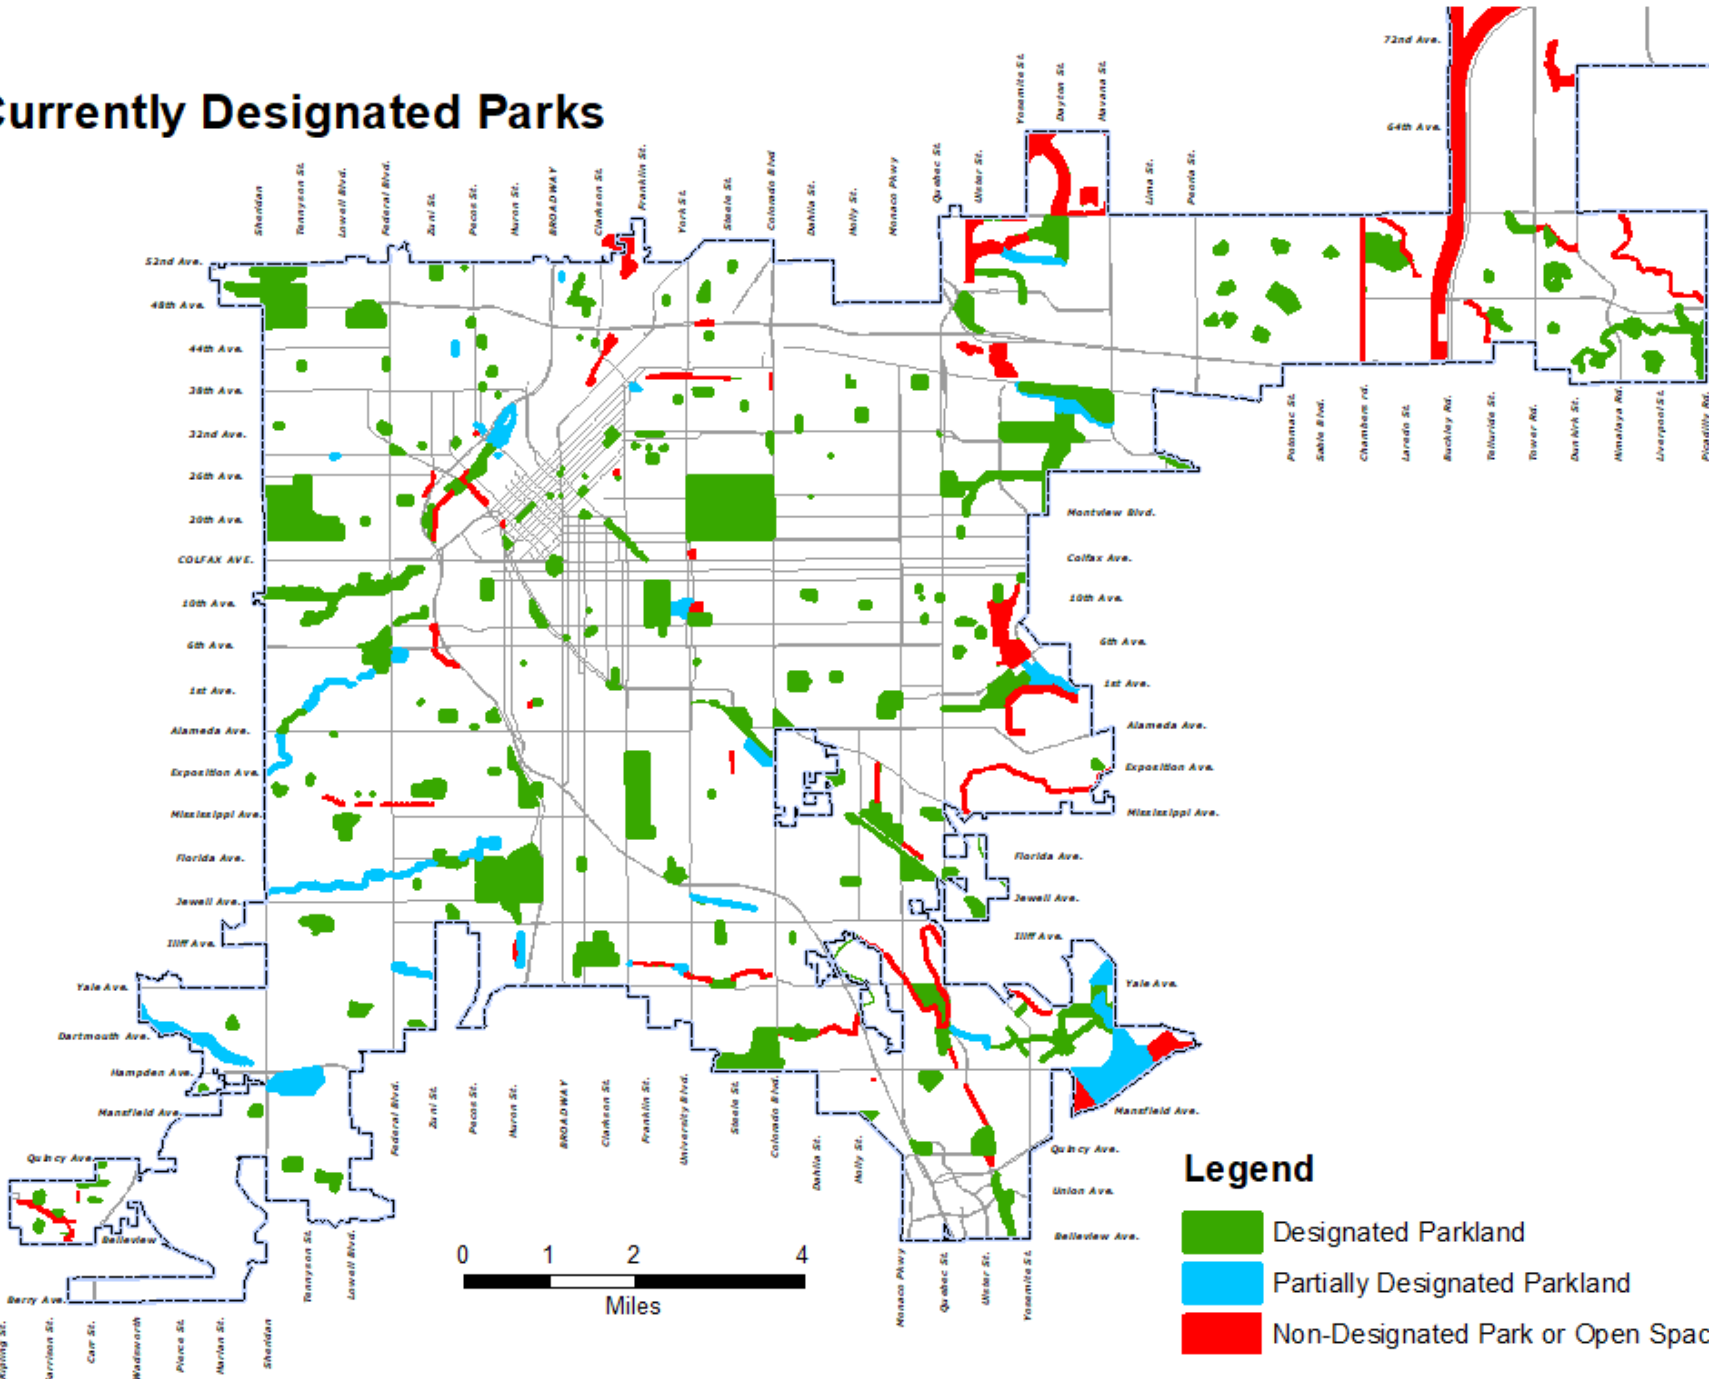 urrently Designated Parks
72nd Ave.
64th Ave.
Yosemite St.
Dayton St.
Havana St.
Sheridan
Tennyson St.
Lowell Blvd.
Federal Blvd.
Zuni St.
Pecos St.
Huron St.
BROADWAY
Clarkson St.
Franklin St.
York St.
Steele St.
Colorado Blvd
Dahlia St.
Holly St.
Monaco Pkwy
Quebec St.
Ulster St.
Lima St.
Peoria St.
52nd Ave.
48th Ave.
44th Ave.
38th Ave.
32nd Ave.
26th Ave.
20th Ave.
COLFAX AVE.
10th Ave.
6th Ave.
1st Ave.
Alameda Ave.
Exposition Ave.
Mississippi Ave.
Florida Ave.
Jewell Ave.
Iliff Ave.
Yale Ave.
Dartmouth Ave.
Hampden Ave.
Mansfield Ave.
Quincy Ave.
Belleview
Berry Ave.
Potomac St.
Sable Blvd.
Chambers rd.
Laredo St.
Buckley Rd.
Telluride St.
Tower Rd.
Dunkirk St.
Himalaya Rd.
Liverpool St.
Picadilly Rd.
Montview Blvd.
Colfax Ave.
10th Ave.
6th Ave.
1st Ave.
Alameda Ave.
Exposition Ave.
Mississippi Ave.
Florida Ave.
Jewell Ave.
Iliff Ave.
Yale Ave.
Mansfield Ave.
Quincy Ave.
Union Ave.
Belleview Ave.
Federal Blvd.
Zuni St.
Pecos St.
Huron St.
BROADWAY
Clarkson St.
Franklin St.
University Blvd.
Steele St.
Colorado Blvd.
Dahlia St.
Holly St.
Monaco Pkwy
Quebec St.
Ulster St.
Yosemite St.
Tennyson St.
Lowell Blvd.
Kipling St.
arrison St.
Carr St.
Wadsworth
Pierce St.
Harlan St.
Sheridan
0 1 2 4
Miles
Legend
Designated Parkland
Partially Designated Parkland
Non-Designated Park or Open Spac